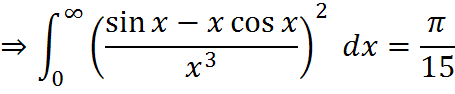 ⇒ ∫₀^∞ ((sin x − x cos x)/x³)² dx = π/15